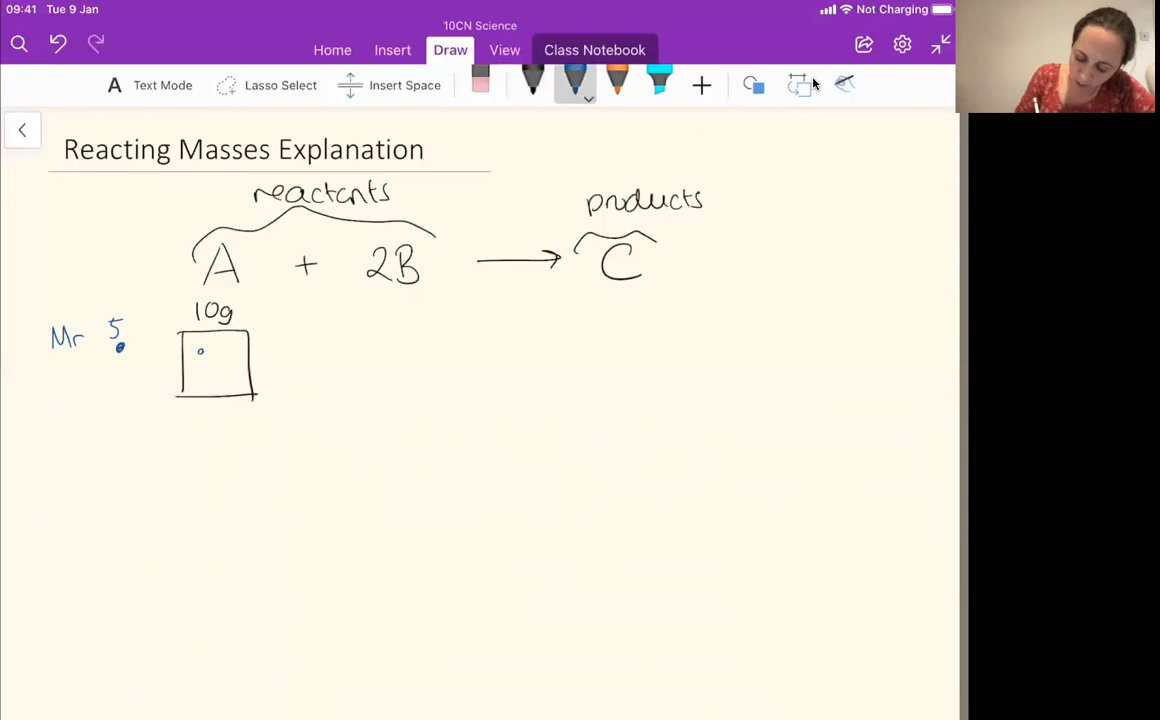 09:41 Tue 9 Jan
Not Charging
10CN Science
Home Insert Draw View Class Notebook
A Text Mode Lasso Select Insert Space
Reacting Masses Explanation
reactants products
A + 2B → C
10g
Mr 5